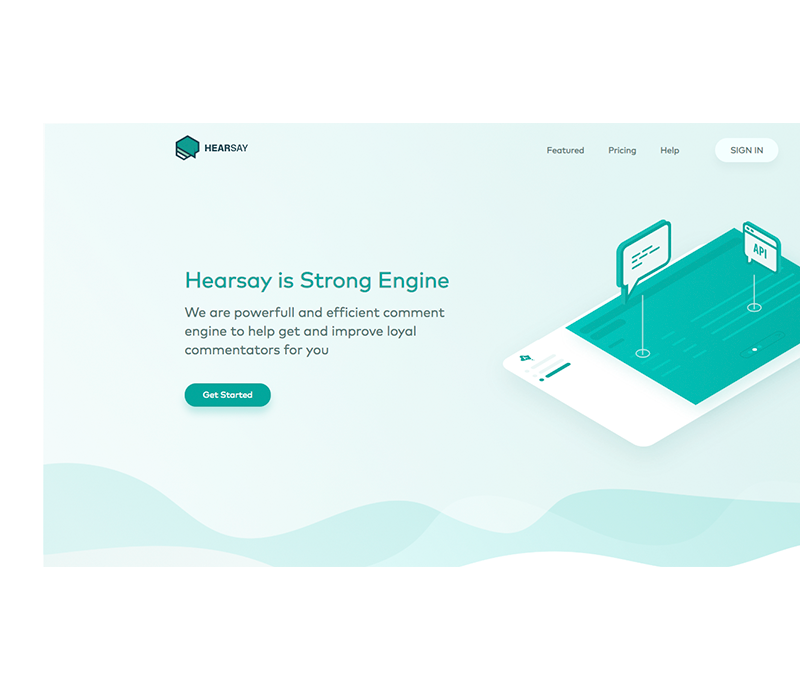 HEARSAY
Featured
Pricing
Help
SIGN IN
API
Hearsay is Strong Engine
We are powerfull and efficient comment
engine to help get and improve loyal
commentators for you
Get Started